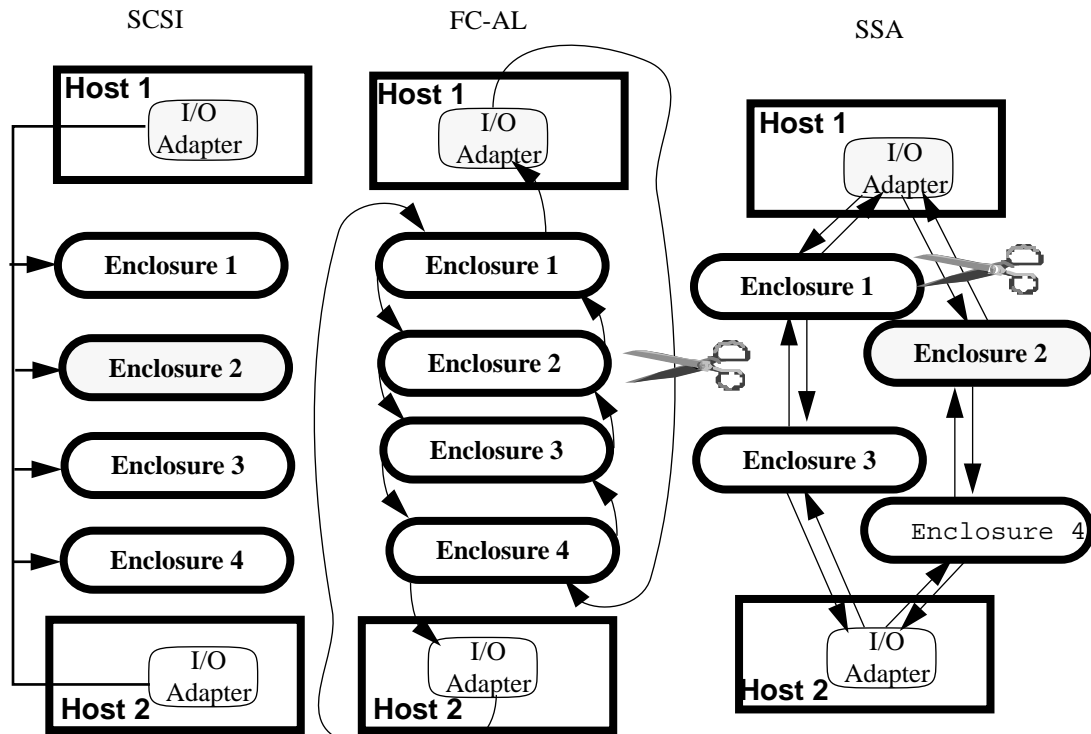 SCSI
Host 1
I/O
Adapter
Enclosure 1
Enclosure 2
Enclosure 3
Enclosure 4
I/O
Adapter
Host 2
FC-AL
Host 1
I/O
Adapter
Enclosure 1
Enclosure 2
Enclosure 3
Enclosure 4
I/O
Adapter
Host 2
SSA
Host 1
I/O
Adapter
Enclosure 1
Enclosure 2
Enclosure 3
Enclosure 4
I/O
Adapter
Host 2